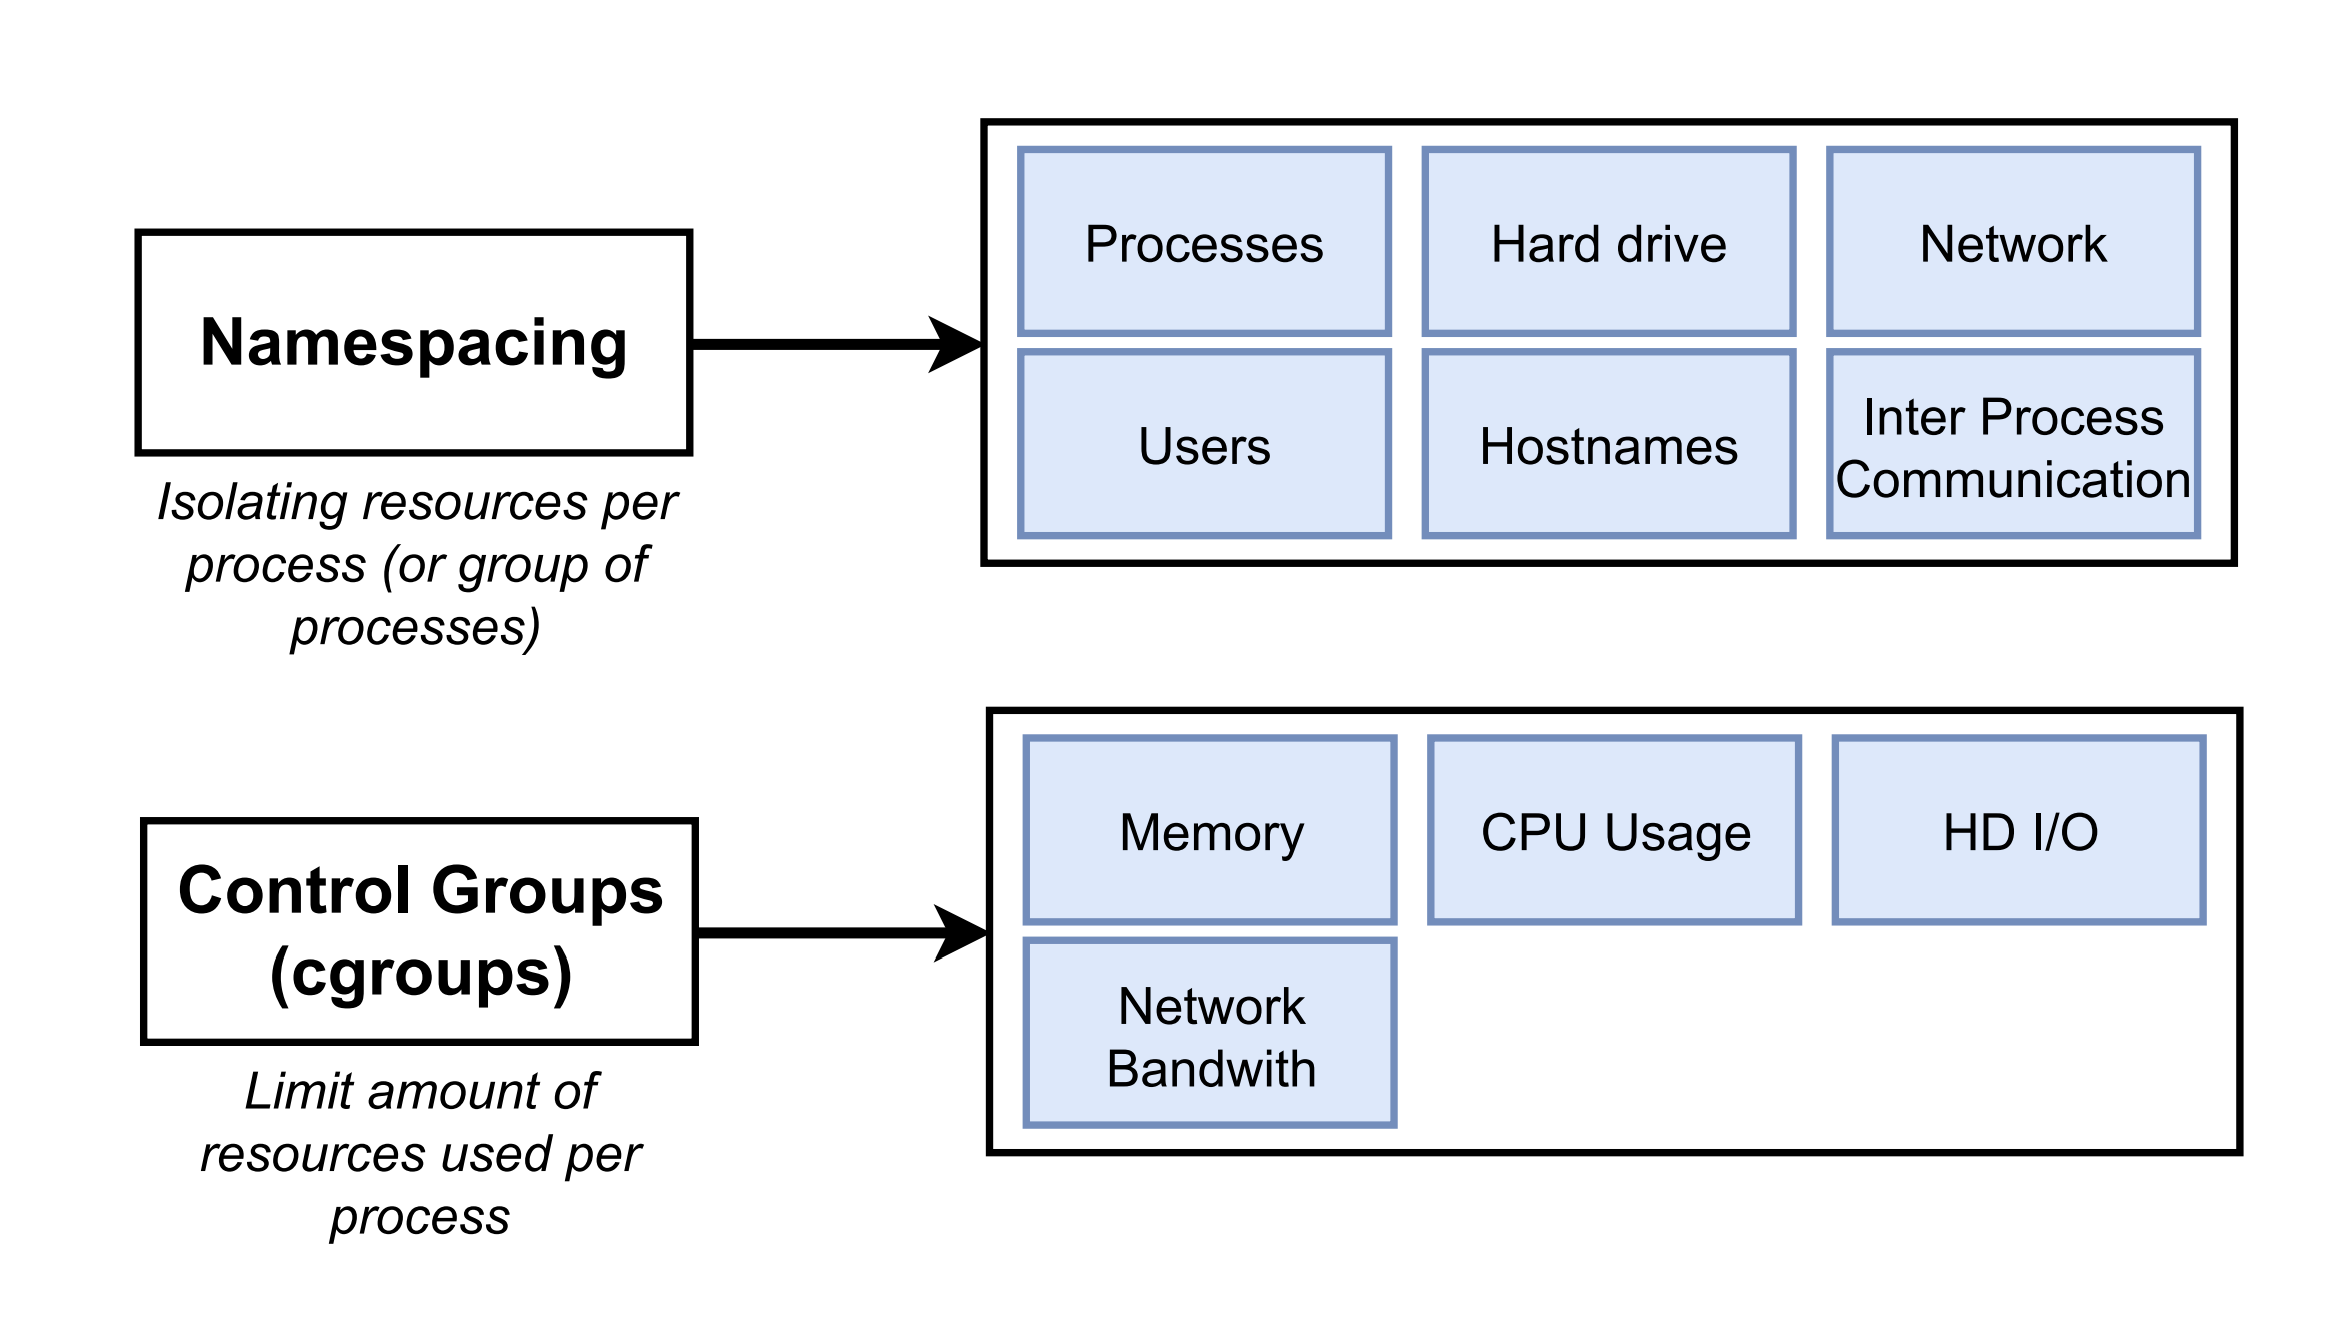 Namespacing
Isolating resources per
process (or group of
processes)
Processes
Hard drive
Network
Users
Hostnames
Inter Process
Communication
Control Groups
(cgroups)
Limit amount of
resources used per
process
Memory
CPU Usage
HD I/O
Network
Bandwith